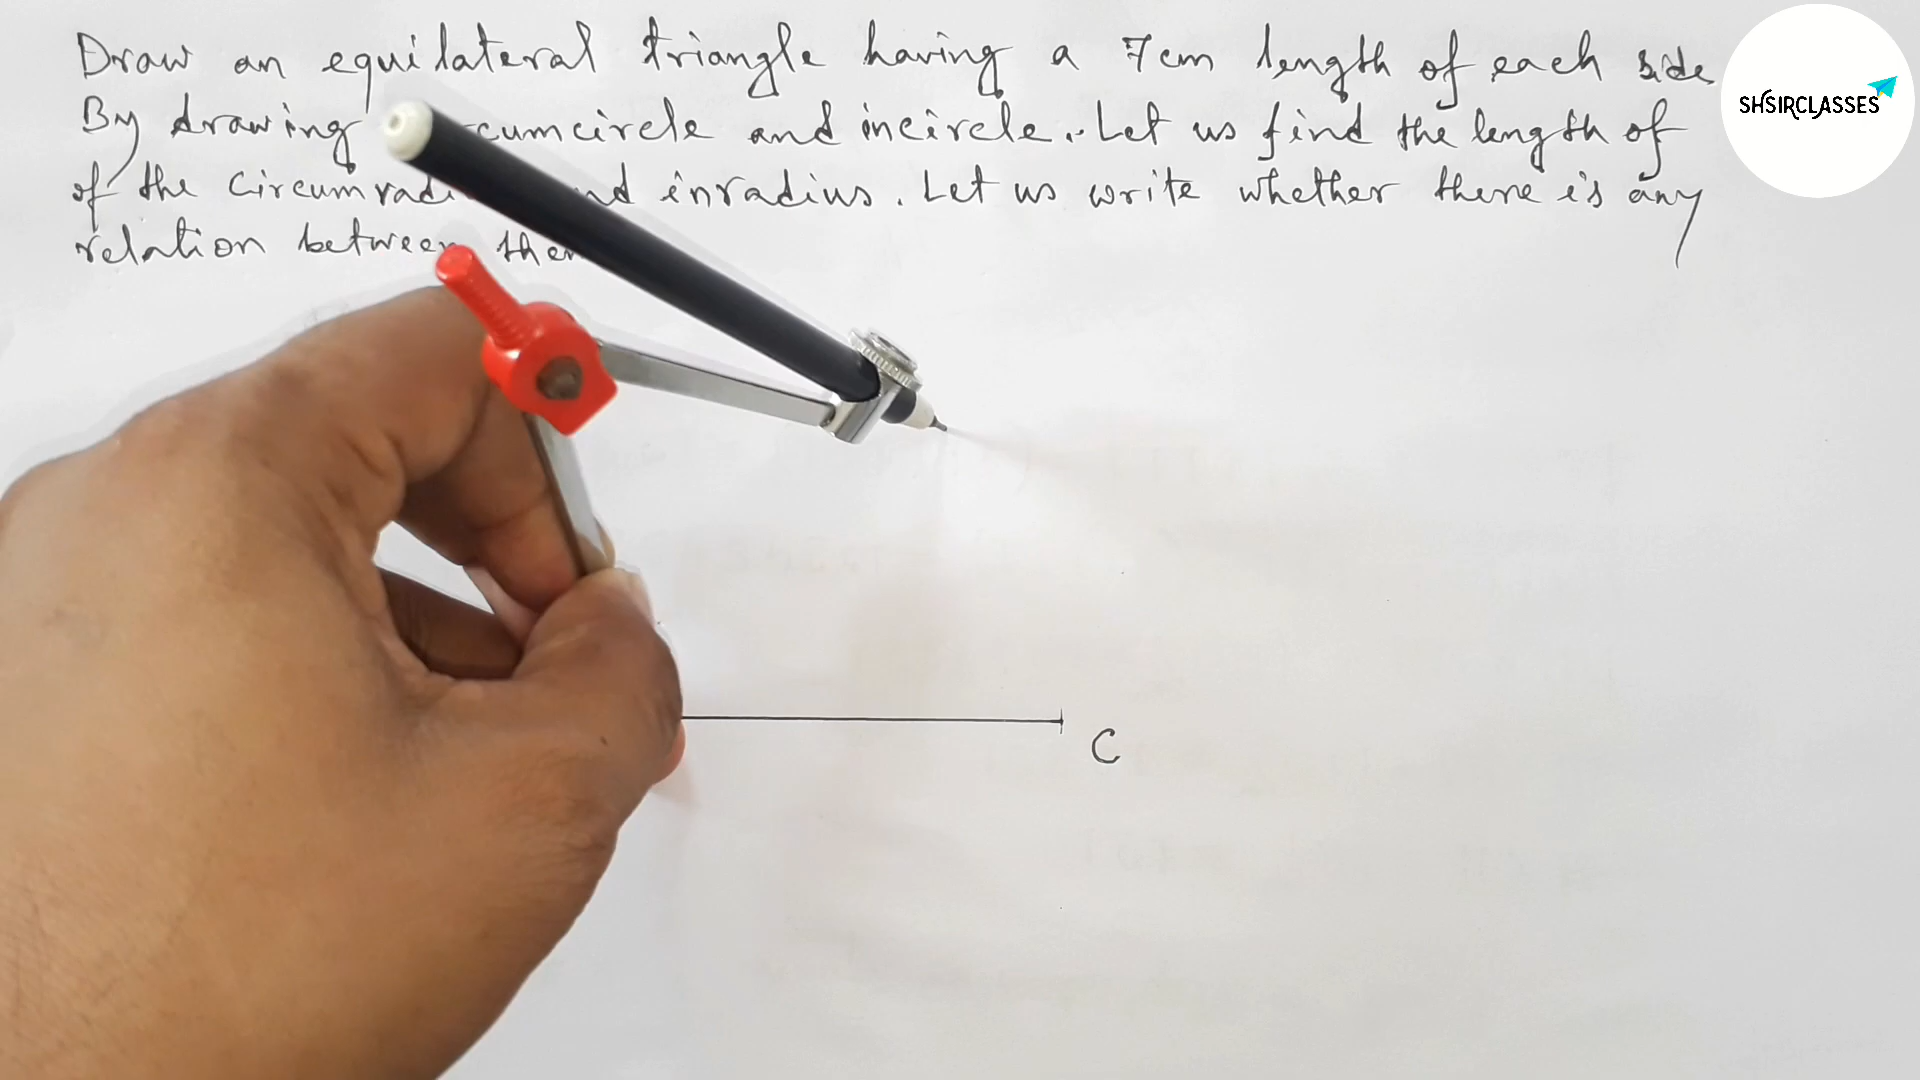 Draw an equilateral triangle having a 7cm length of each side
By drawing cumcircle and incircle. Let us find the length of
of the circumradi nd inradius. Let us write whether there is any
relation between then
C
SHSIRCLASSES